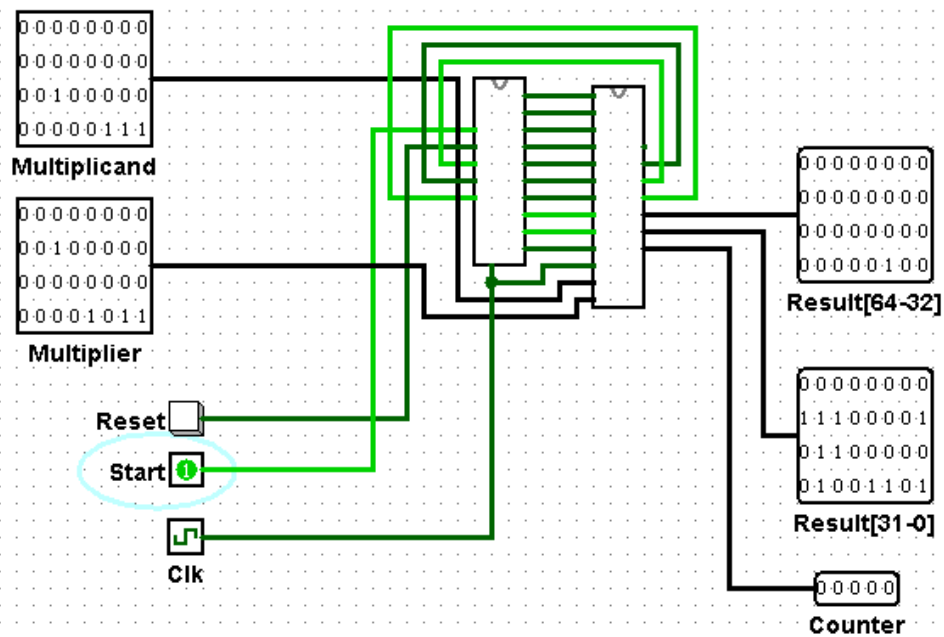 0 0 0 0 0 0 0 0
0 0 0 0 0 0 0 0
0 0 1 0 0 0 0 0
0 0 0 0 0 1 1 1
Multiplicand
0 0 0 0 0 0 0 0
0 0 1 0 0 0 0 0
0 0 0 0 0 0 0 0
0 0 0 0 1 0 1 1
Multiplier
Reset
Start 1
Clk
0 0 0 0 0 0 0 0
0 0 0 0 0 0 0 0
0 0 0 0 0 0 0 0
0 0 0 0 0 1 0 0
Result[64-32]
0 0 0 0 0 0 0 0
1 1 1 0 0 0 0 1
0 1 1 0 0 0 0 0
0 1 0 0 1 1 0 1
Result[31-0]
0 0 0 0 0
Counter